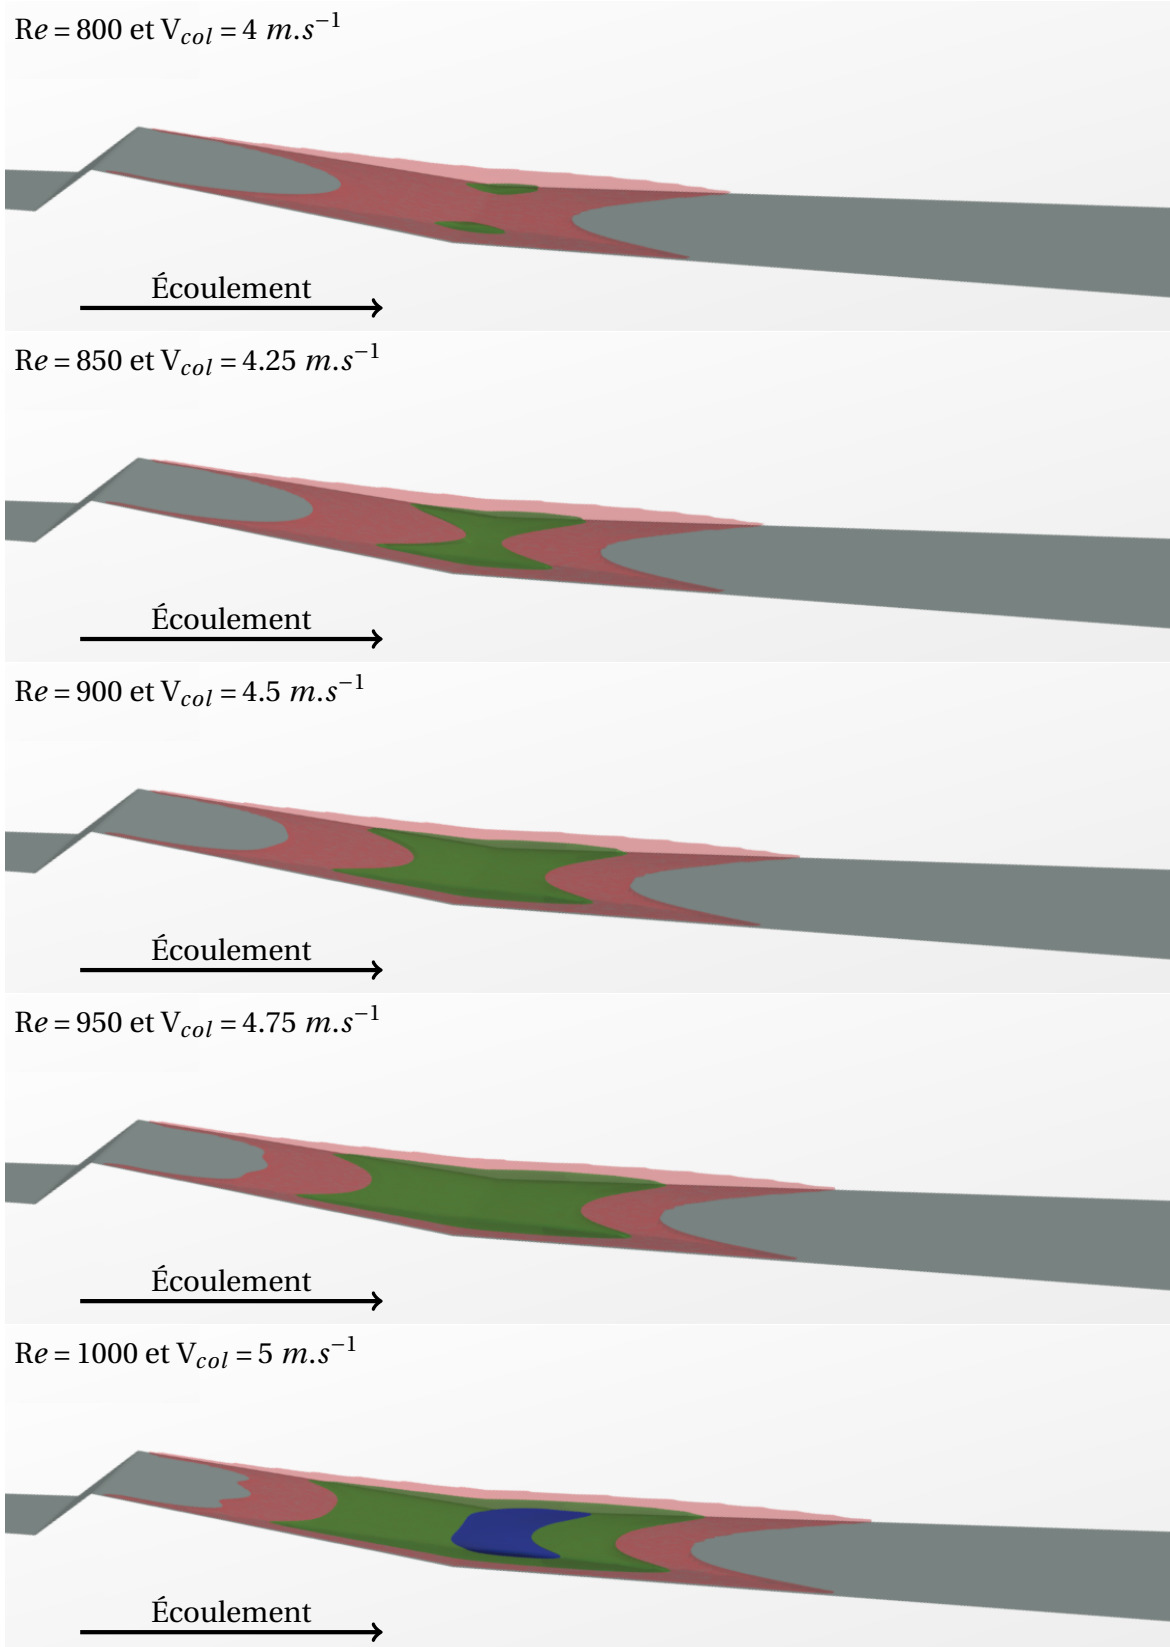 Re = 800 et V_col = 4 m.s⁻¹
Écoulement
Re = 850 et V_col = 4.25 m.s⁻¹
Écoulement
Re = 900 et V_col = 4.5 m.s⁻¹
Écoulement
Re = 950 et V_col = 4.75 m.s⁻¹
Écoulement
Re = 1000 et V_col = 5 m.s⁻¹
Écoulement